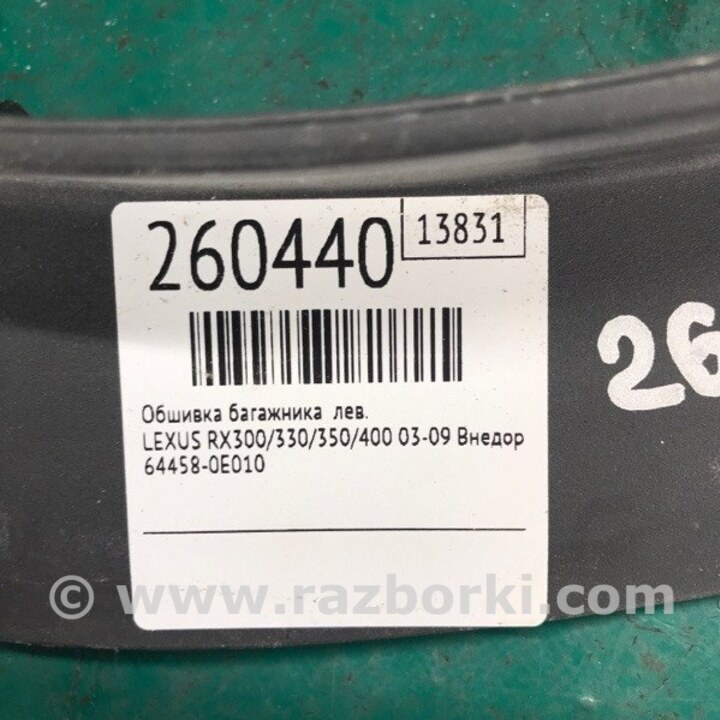 260440
13831
Обшивка багажника лев.
LEXUS RX300/330/350/400 03-09 Внедор
64458-0E010
26
© www.razborki.com